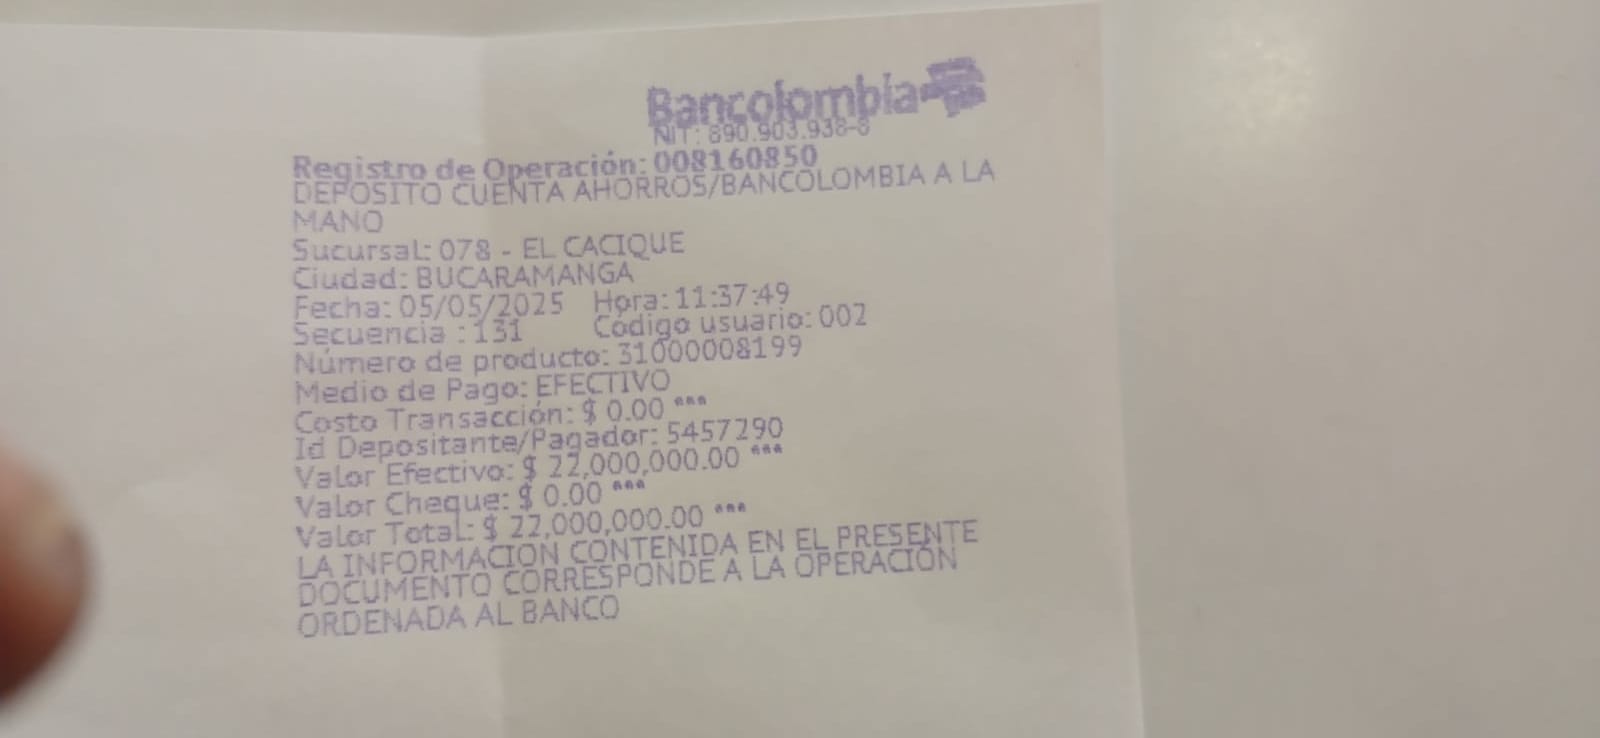 Bancolombia
NIT: 890.903.938-8
Registro de Operación: 008160850
DEPOSITO CUENTA AHORROS/BANCOLOMBIA A LA
MANO
Sucursal: 078 - EL CACIQUE
Ciudad: BUCARAMANGA
Fecha: 05/05/2025 Hora: 11:37:49
Secuencia : 131 Codigo usuario: 002
Número de producto: 31000008199
Medio de Pago: EFECTIVO
Costo Transacción: $ 0.00 ***
Id Depositante/Pagador: 5457290
Valor Efectivo: $ 22,000,000.00 ***
Valor Cheque: $ 0.00 ***
Valor Total: $ 22,000,000.00 ***
LA INFORMACION CONTENIDA EN EL PRESENTE
DOCUMENTO CORRESPONDE A LA OPERACIÓN
ORDENADA AL BANCO